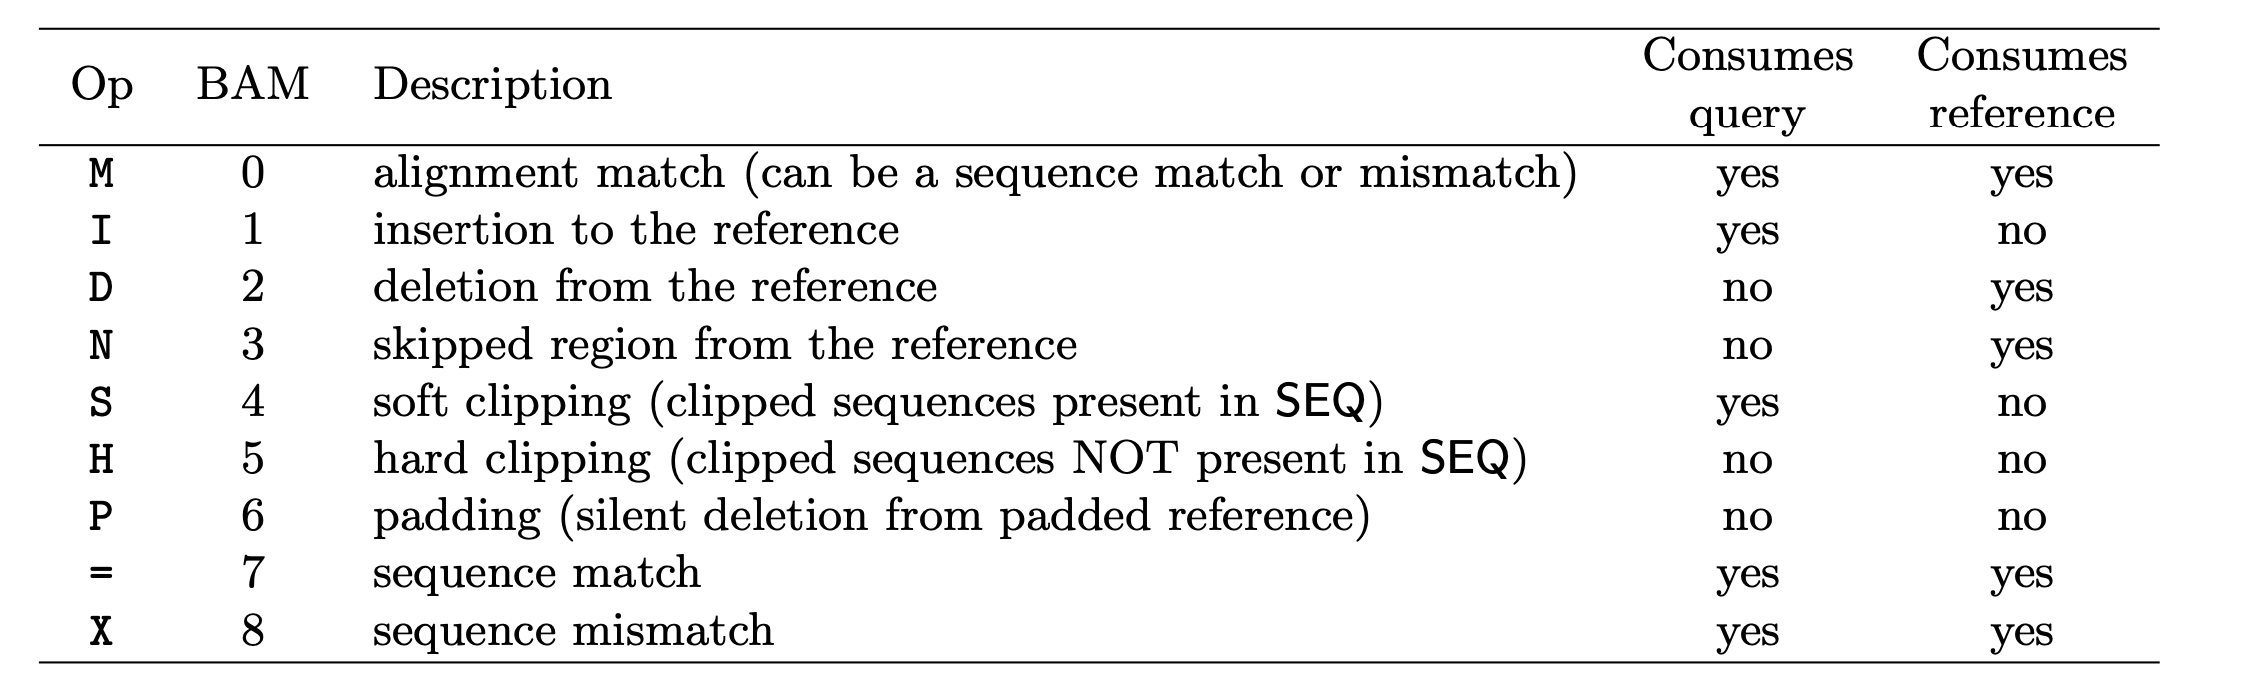 Op BAM Description Consumes query Consumes reference
M 0 alignment match (can be a sequence match or mismatch) yes yes
I 1 insertion to the reference yes no
D 2 deletion from the reference no yes
N 3 skipped region from the reference no yes
S 4 soft clipping (clipped sequences present in SEQ) yes no
H 5 hard clipping (clipped sequences NOT present in SEQ) no no
P 6 padding (silent deletion from padded reference) no no
= 7 sequence match yes yes
X 8 sequence mismatch yes yes